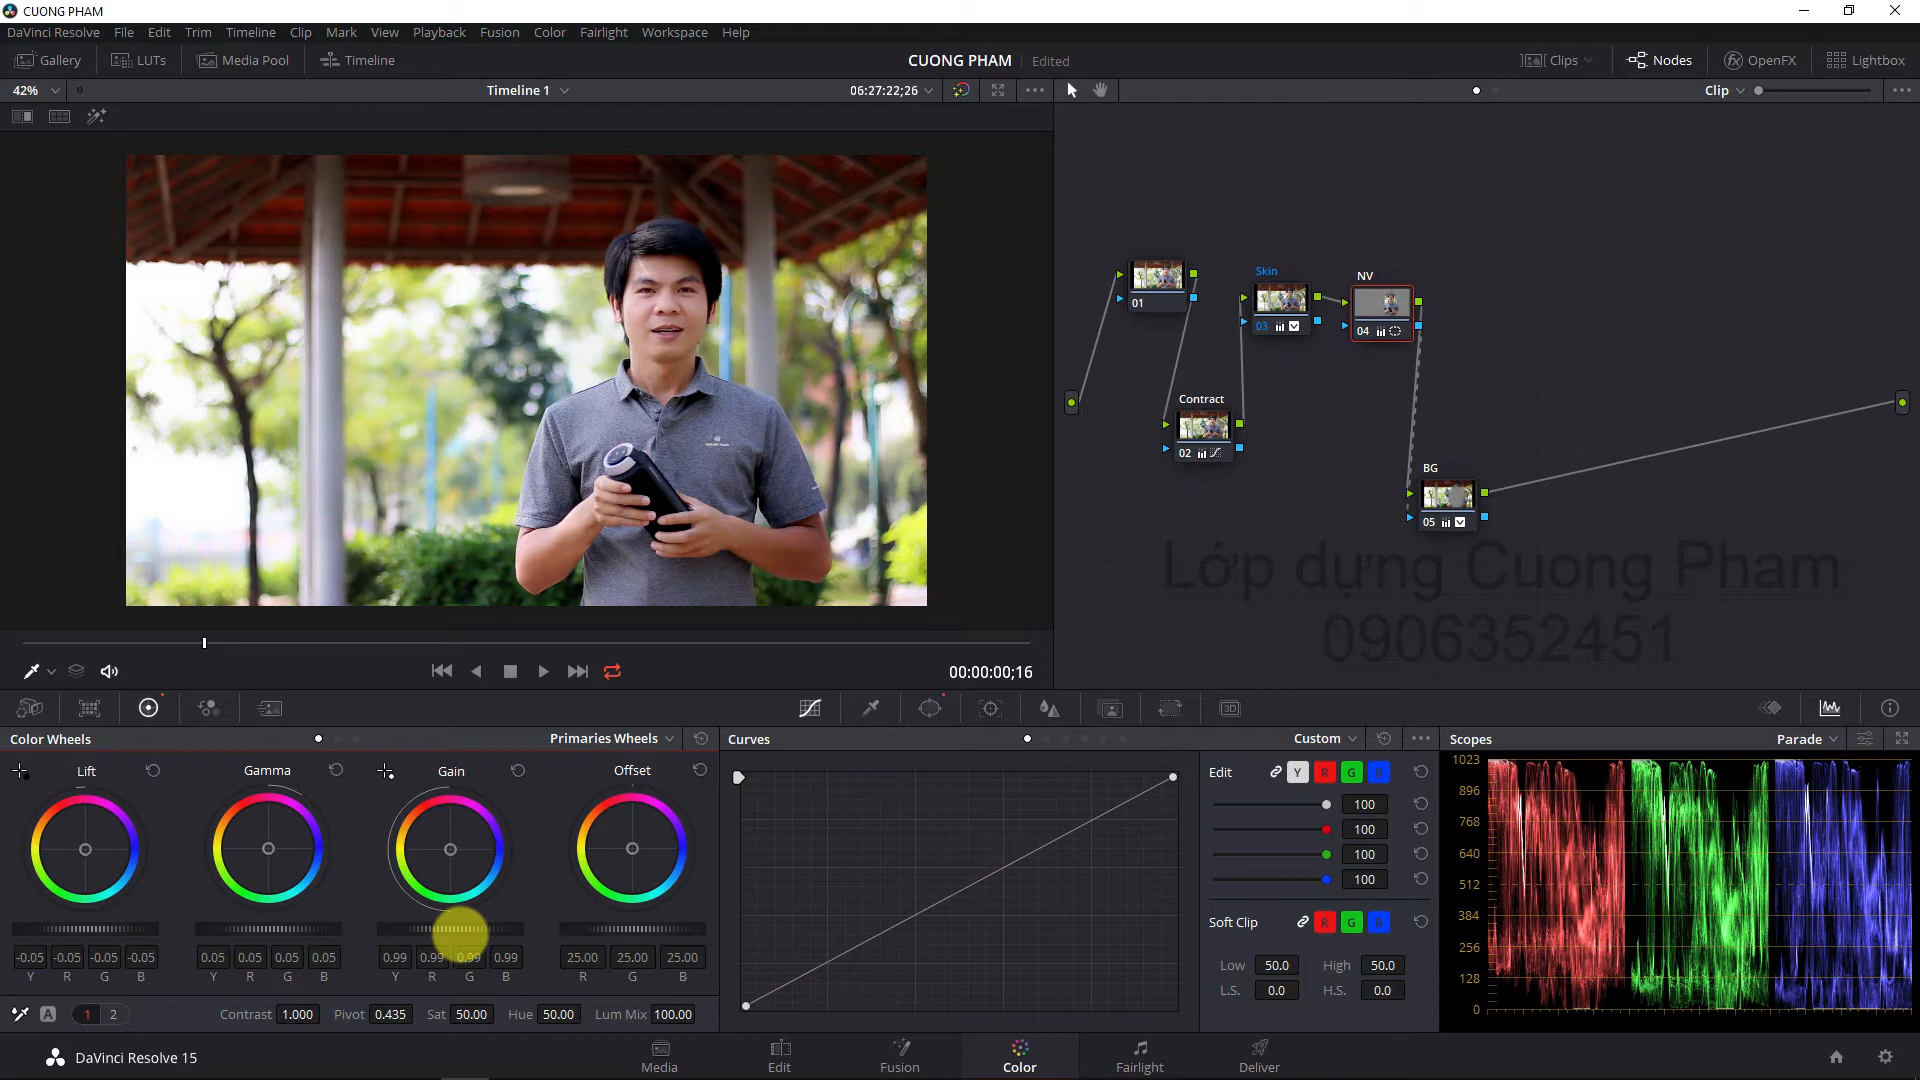 CUONG PHAM
DaVinci Resolve File Edit Trim Timeline Clip Mark View Playback Fusion Color Fairlight Workspace Help
Gallery LUTs Media Pool Timeline CUONG PHAM Edited Clips Nodes OpenFX Lightbox
42% Timeline 1 06:27:22;26 Clip
Skin NV
01 03 04
Contract
02
BG
05
Lớp dựng Cuong Pham
0906352451
00:00:00;16
3D
Color Wheels Primaries Wheels Curves Custom Scopes Parade
Lift Gamma Gain Offset
Edit Y R G B
100
100
100
100
Soft Clip R G B
Low 50.0 High 50.0
L.S. 0.0 H.S. 0.0
1023
896
768
640
512
384
256
128
0
-0.05 -0.05 -0.05 -0.05 0.05 0.05 0.05 0.05 0.99 0.99 0.99 0.99 25.00 25.00 25.00
Y R G B Y R G B Y R G B R G B
A 1 2 Contrast 1.000 Pivot 0.435 Sat 50.00 Hue 50.00 Lum Mix 100.00
DaVinci Resolve 15
Media Edit Fusion Color Fairlight Deliver